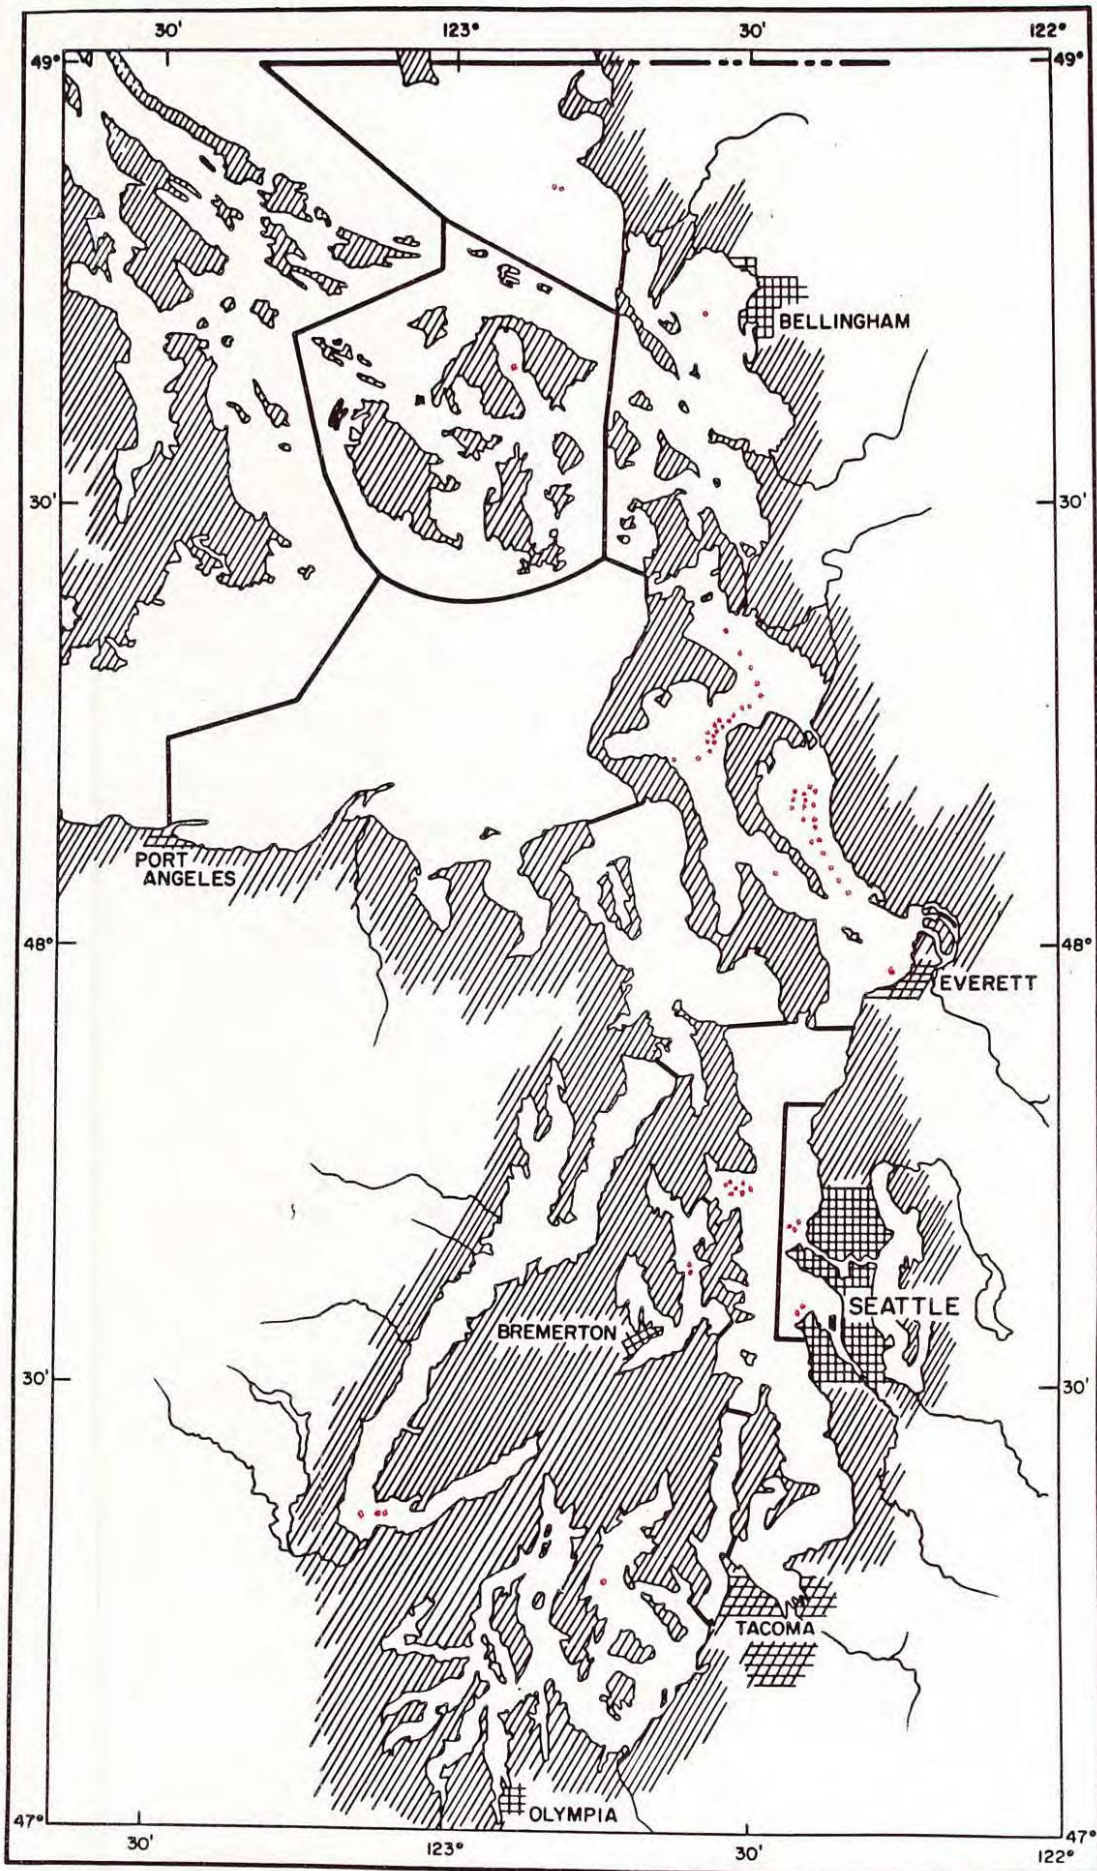 30' 123° 30' 122°
49° 49°
BELLINGHAM
30' 30'
PORT
ANGELES
48° 48°
EVERETT
SEATTLE
BREMERTON
30' 30'
TACOMA
OLYMPIA
47° 47°
30' 123° 30' 122°